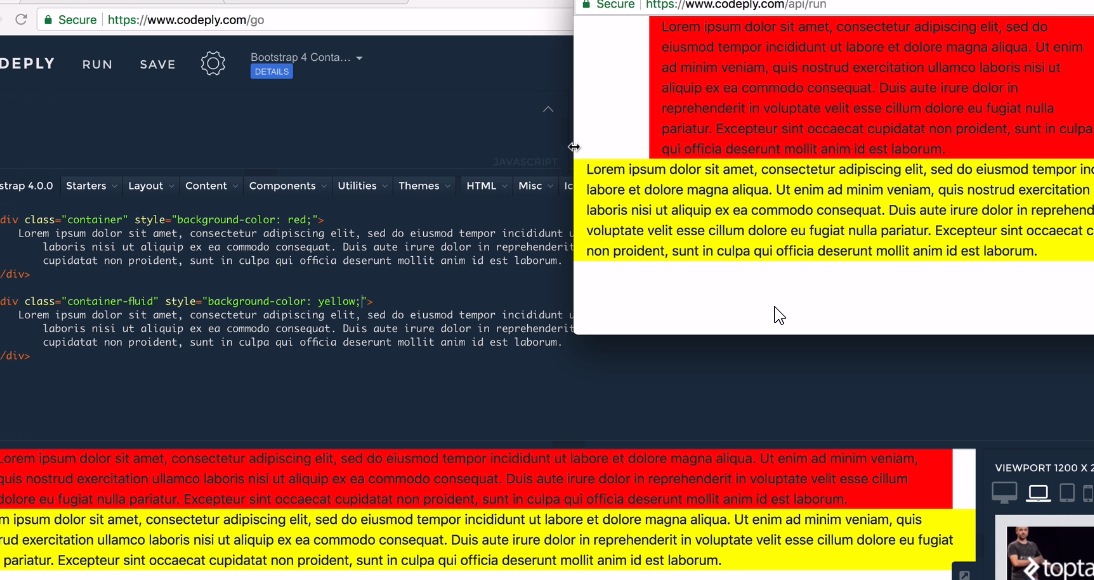 Secure https://www.codeply.com/go
DEPLY RUN SAVE Bootstrap 4 Conta...
DETAILS
JAVASCRIPT
strap 4.0.0 Starters Layout Content Components Utilities Themes HTML Misc Ic
div class="container" style="background-color: red;">
Lorem ipsum dolor sit amet, consectetur adipiscing elit, sed do eiusmod tempor incididunt u
laboris nisi ut aliquip ex ea commodo consequat. Duis aute irure dolor in reprehenderit
cupidatat non proident, sunt in culpa qui officia deserunt mollit anim id est laborum.
/div>
div class="container-fluid" style="background-color: yellow;">
Lorem ipsum dolor sit amet, consectetur adipiscing elit, sed do eiusmod tempor incididunt u
laboris nisi ut aliquip ex ea commodo consequat. Duis aute irure dolor in reprehenderit
cupidatat non proident, sunt in culpa qui officia deserunt mollit anim id est laborum.
/div>
Secure https://www.codeply.com/api/run
Lorem ipsum dolor sit amet, consectetur adipiscing elit, sed do
eiusmod tempor incididunt ut labore et dolore magna aliqua. Ut enim
ad minim veniam, quis nostrud exercitation ullamco laboris nisi ut
aliquip ex ea commodo consequat. Duis aute irure dolor in
reprehenderit in voluptate velit esse cillum dolore eu fugiat nulla
pariatur. Excepteur sint occaecat cupidatat non proident, sunt in culpa
qui officia deserunt mollit anim id est laborum.
Lorem ipsum dolor sit amet, consectetur adipiscing elit, sed do eiusmod tempor inc
labore et dolore magna aliqua. Ut enim ad minim veniam, quis nostrud exercitation
laboris nisi ut aliquip ex ea commodo consequat. Duis aute irure dolor in reprehend
voluptate velit esse cillum dolore eu fugiat nulla pariatur. Excepteur sint occaecat c
non proident, sunt in culpa qui officia deserunt mollit anim id est laborum.
Lorem ipsum dolor sit amet, consectetur adipiscing elit, sed do eiusmod tempor incididunt ut labore et dolore magna aliqua. Ut enim ad minim veniam,
quis nostrud exercitation ullamco laboris nisi ut aliquip ex ea commodo consequat. Duis aute irure dolor in reprehenderit in voluptate velit esse cillum
dolore eu fugiat nulla pariatur. Excepteur sint occaecat cupidatat non proident, sunt in culpa qui officia deserunt mollit anim id est laborum.
m ipsum dolor sit amet, consectetur adipiscing elit, sed do eiusmod tempor incididunt ut labore et dolore magna aliqua. Ut enim ad minim veniam, quis
rud exercitation ullamco laboris nisi ut aliquip ex ea commodo consequat. Duis aute irure dolor in reprehenderit in voluptate velit esse cillum dolore eu fugiat
pariatur. Excepteur sint occaecat cupidatat non proident, sunt in culpa qui officia deserunt mollit anim id est laborum.
VIEWPORT 1200 X 2
topta